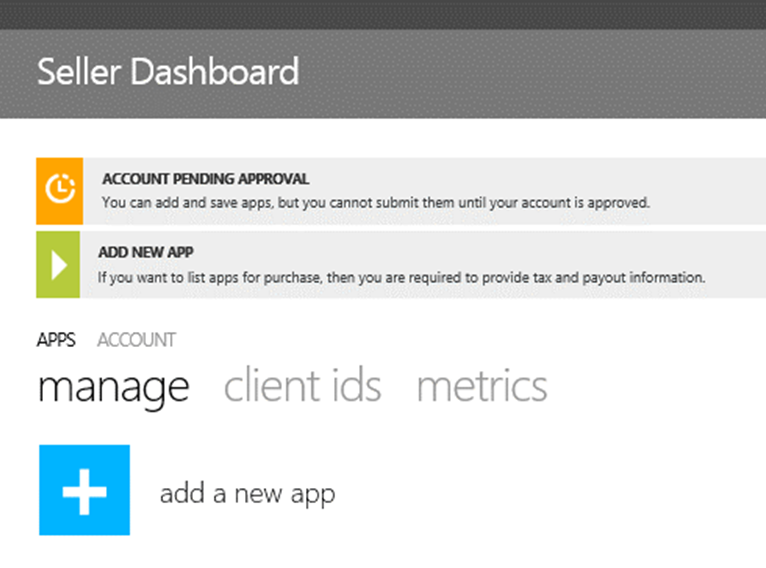 Seller Dashboard
ACCOUNT PENDING APPROVAL
You can add and save apps, but you cannot submit them until your account is approved.
ADD NEW APP
If you want to list apps for purchase, then you are required to provide tax and payout information.
APPS ACCOUNT
manage client ids metrics
add a new app